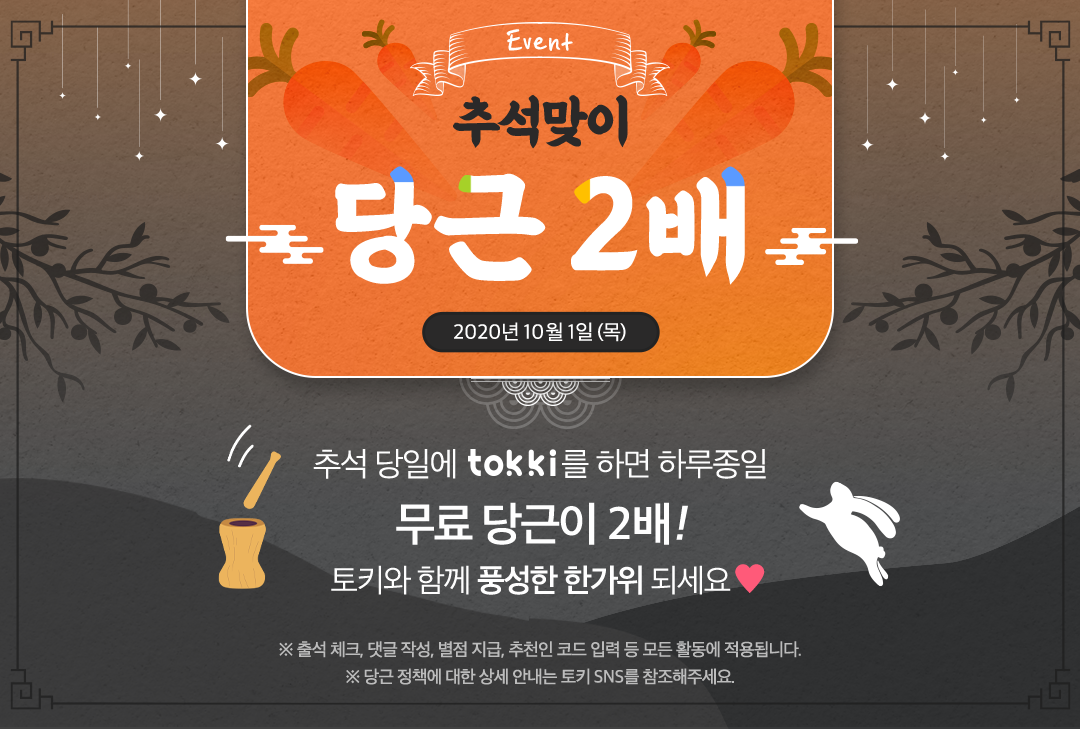 Event
추석맞이
당근 2배
2020년 10월 1일 (목)
추석 당일에 tokki를 하면 하루종일
무료 당근이 2배!
토키와 함께 풍성한 한가위 되세요♥
※ 출석 체크, 댓글 작성, 별점 지급, 추천인 코드 입력 등 모든 활동에 적용됩니다.
※ 당근 정책에 대한 상세 안내는 토키 SNS를 참조해주세요.